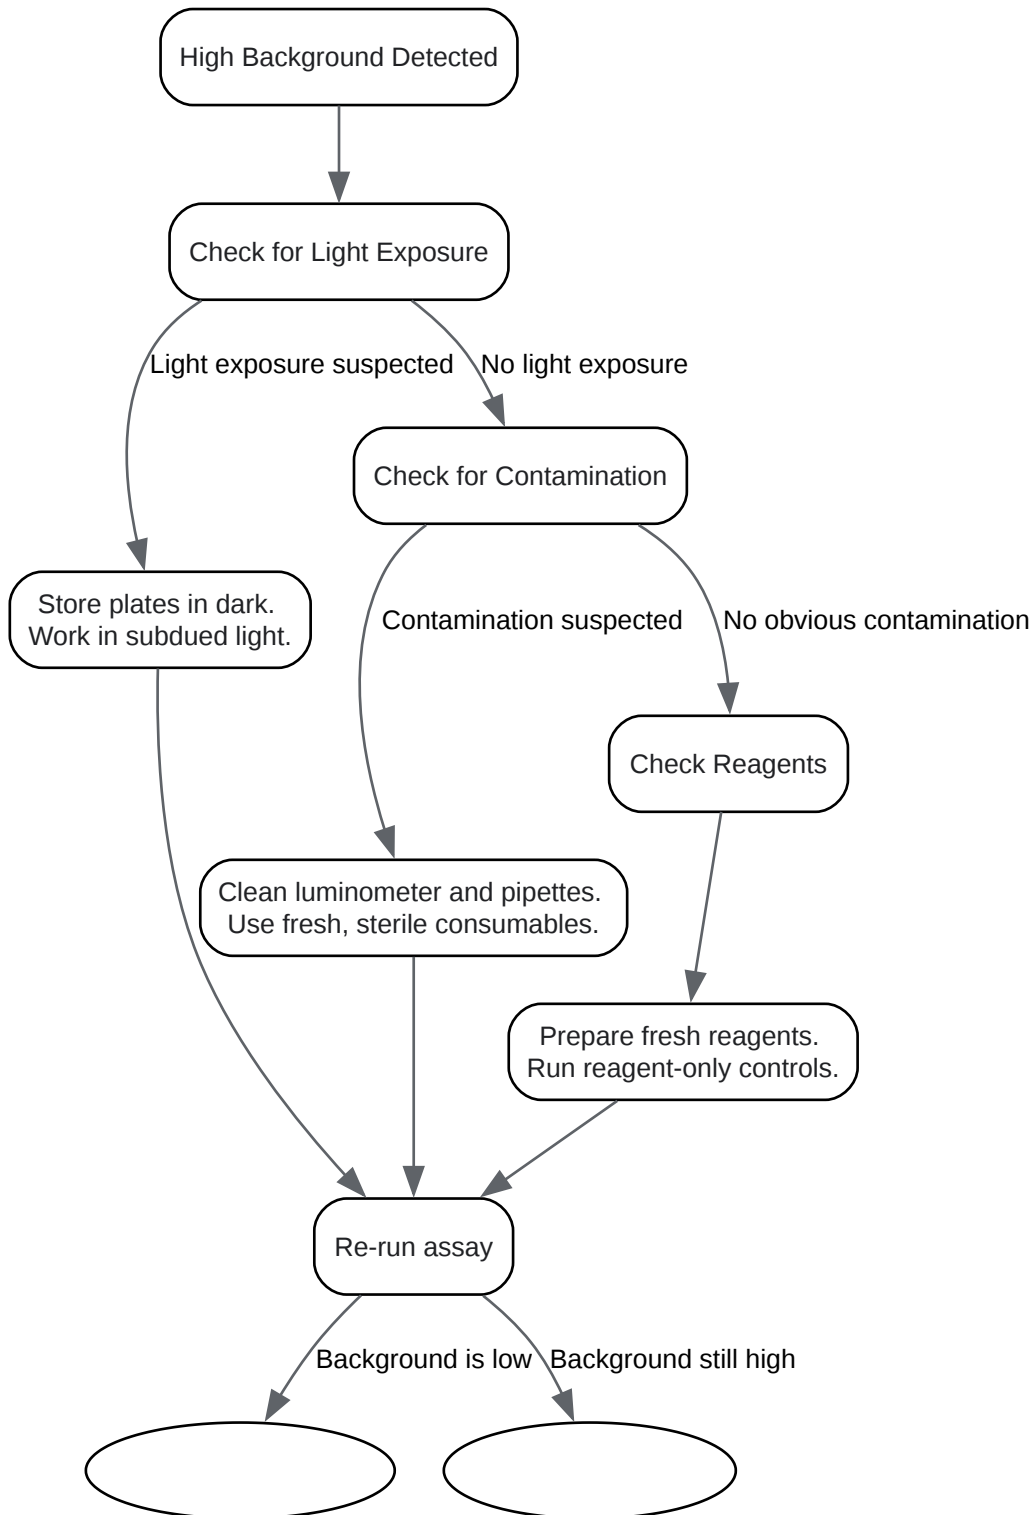 High Background Detected
Check for Light Exposure
Light exposure suspected
No light exposure
Check for Contamination
Store plates in dark.
Work in subdued light.
Contamination suspected
No obvious contamination
Check Reagents
Clean luminometer and pipettes.
Use fresh, sterile consumables.
Prepare fresh reagents.
Run reagent-only controls.
Re-run assay
Background is low
Background still high